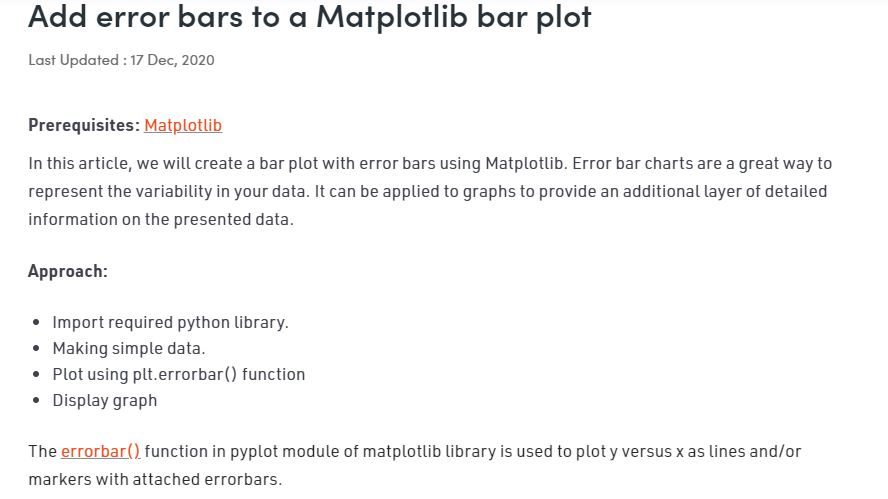 Add error bars to a Matplotlib bar plot
Last Updated : 17 Dec, 2020
Prerequisites: Matplotlib
In this article, we will create a bar plot with error bars using Matplotlib. Error bar charts are a great way to
represent the variability in your data. It can be applied to graphs to provide an additional layer of detailed
information on the presented data.
Approach:
• Import required python library.
• Making simple data.
• Plot using plt.errorbar() function
• Display graph
The errorbar() function in pyplot module of matplotlib library is used to plot y versus x as lines and/or
markers with attached errorbars.